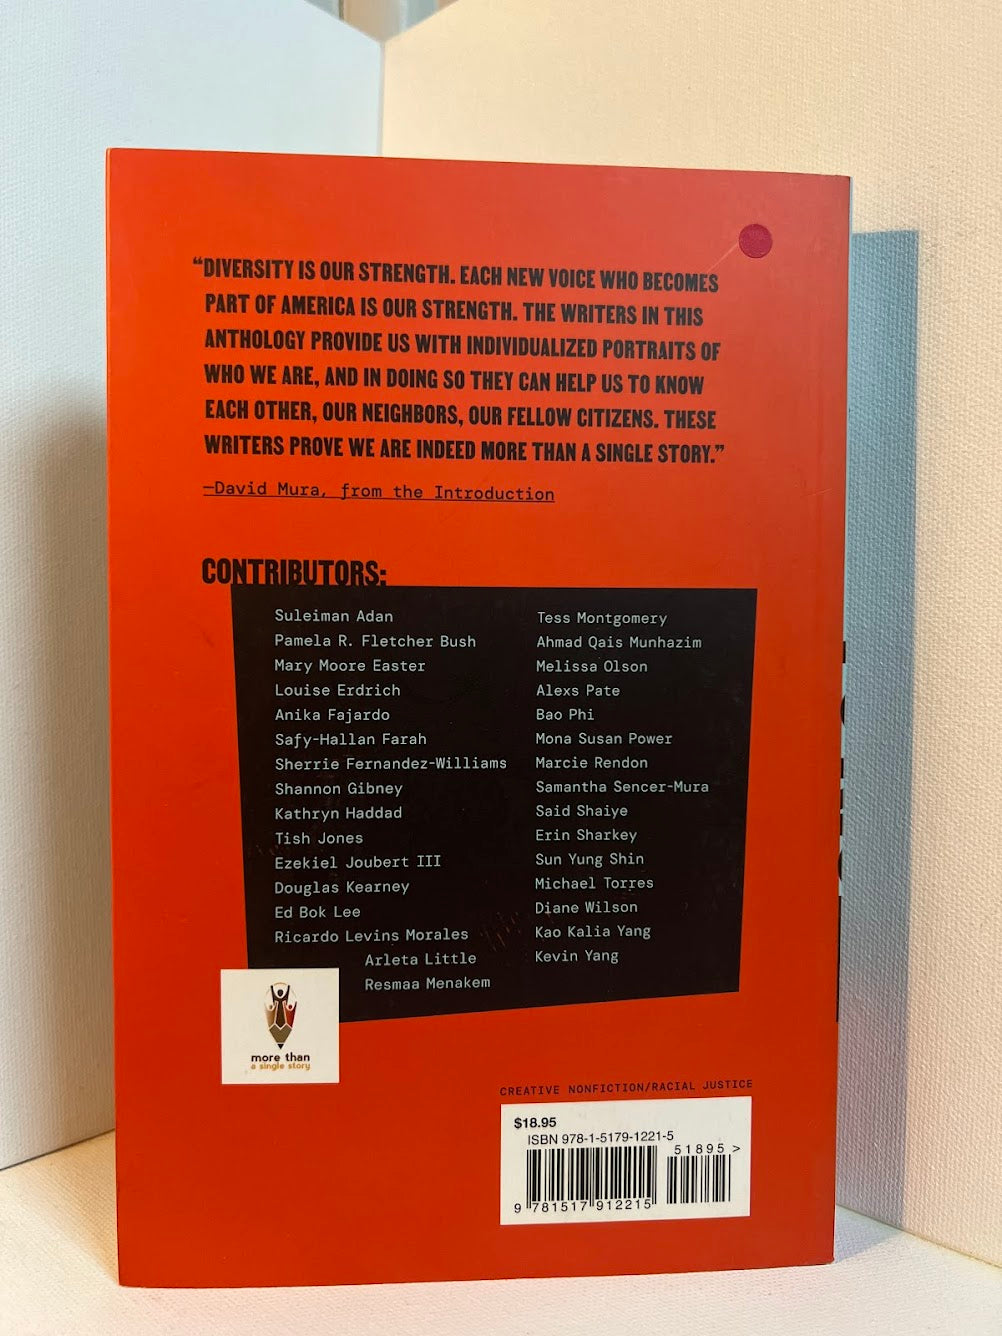 “DIVERSITY IS OUR STRENGTH. EACH NEW VOICE WHO BECOMES
PART OF AMERICA IS OUR STRENGTH. THE WRITERS IN THIS
ANTHOLOGY PROVIDE US WITH INDIVIDUALIZED PORTRAITS OF
WHO WE ARE, AND IN DOING SO THEY CAN HELP US TO KNOW
EACH OTHER, OUR NEIGHBORS, OUR FELLOW CITIZENS. THESE
WRITERS PROVE WE ARE INDEED MORE THAN A SINGLE STORY.”
—David Mura, from the Introduction
CONTRIBUTORS:
Suleiman Adan
Pamela R. Fletcher Bush
Mary Moore Easter
Louise Erdrich
Anika Fajardo
Safy-Hallan Farah
Sherrie Fernandez-Williams
Shannon Gibney
Kathryn Haddad
Tish Jones
Ezekiel Joubert III
Douglas Kearney
Ed Bok Lee
Ricardo Levins Morales
Arleta Little
Resmaa Menakem
Tess Montgomery
Ahmad Qais Munhazim
Melissa Olson
Alexs Pate
Bao Phi
Mona Susan Power
Marcie Rendon
Samantha Sencer-Mura
Said Shaiye
Erin Sharkey
Sun Yung Shin
Michael Torres
Diane Wilson
Kao Kalia Yang
Kevin Yang
more than
a single story
CREATIVE NONFICTION/RACIAL JUSTICE
$18.95
ISBN 978-1-5179-1221-5
51895 >
9 781517 912215